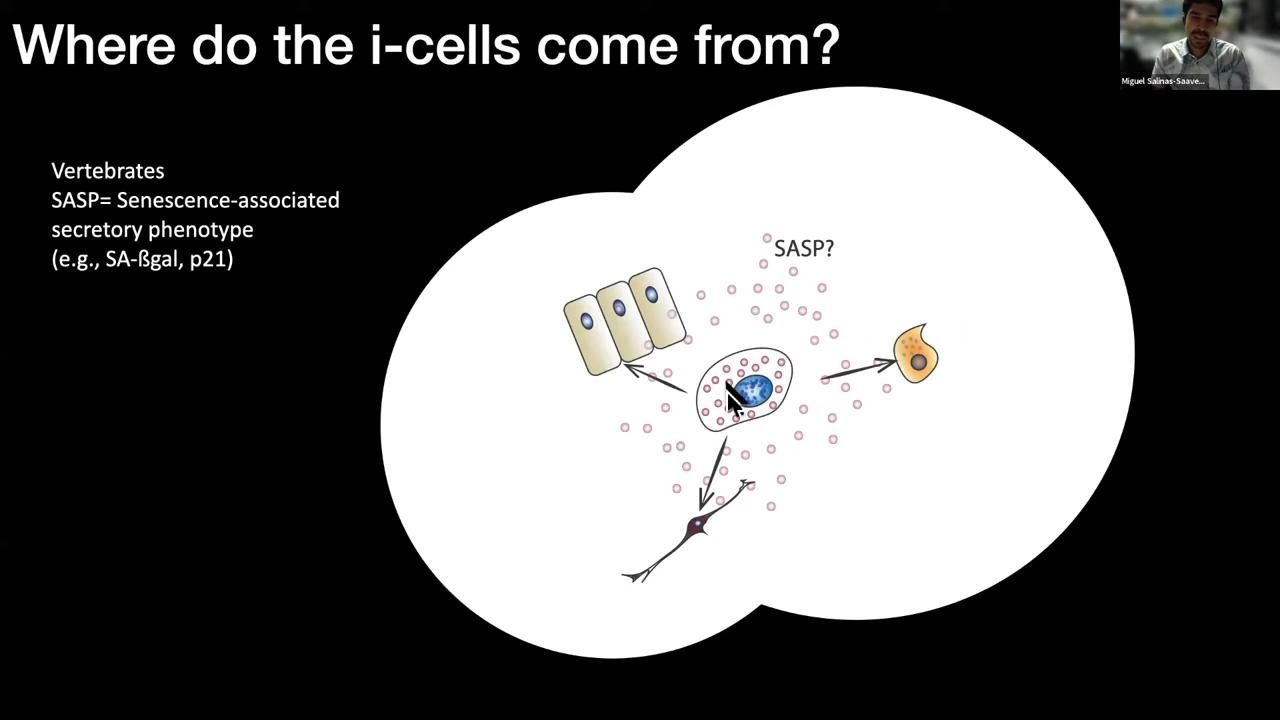 Where do the i-cells come from?
Miguel Salinas-Saave...
Vertebrates
SASP= Senescence-associated
secretory phenotype
(e.g., SA-ßgal, p21)
SASP?